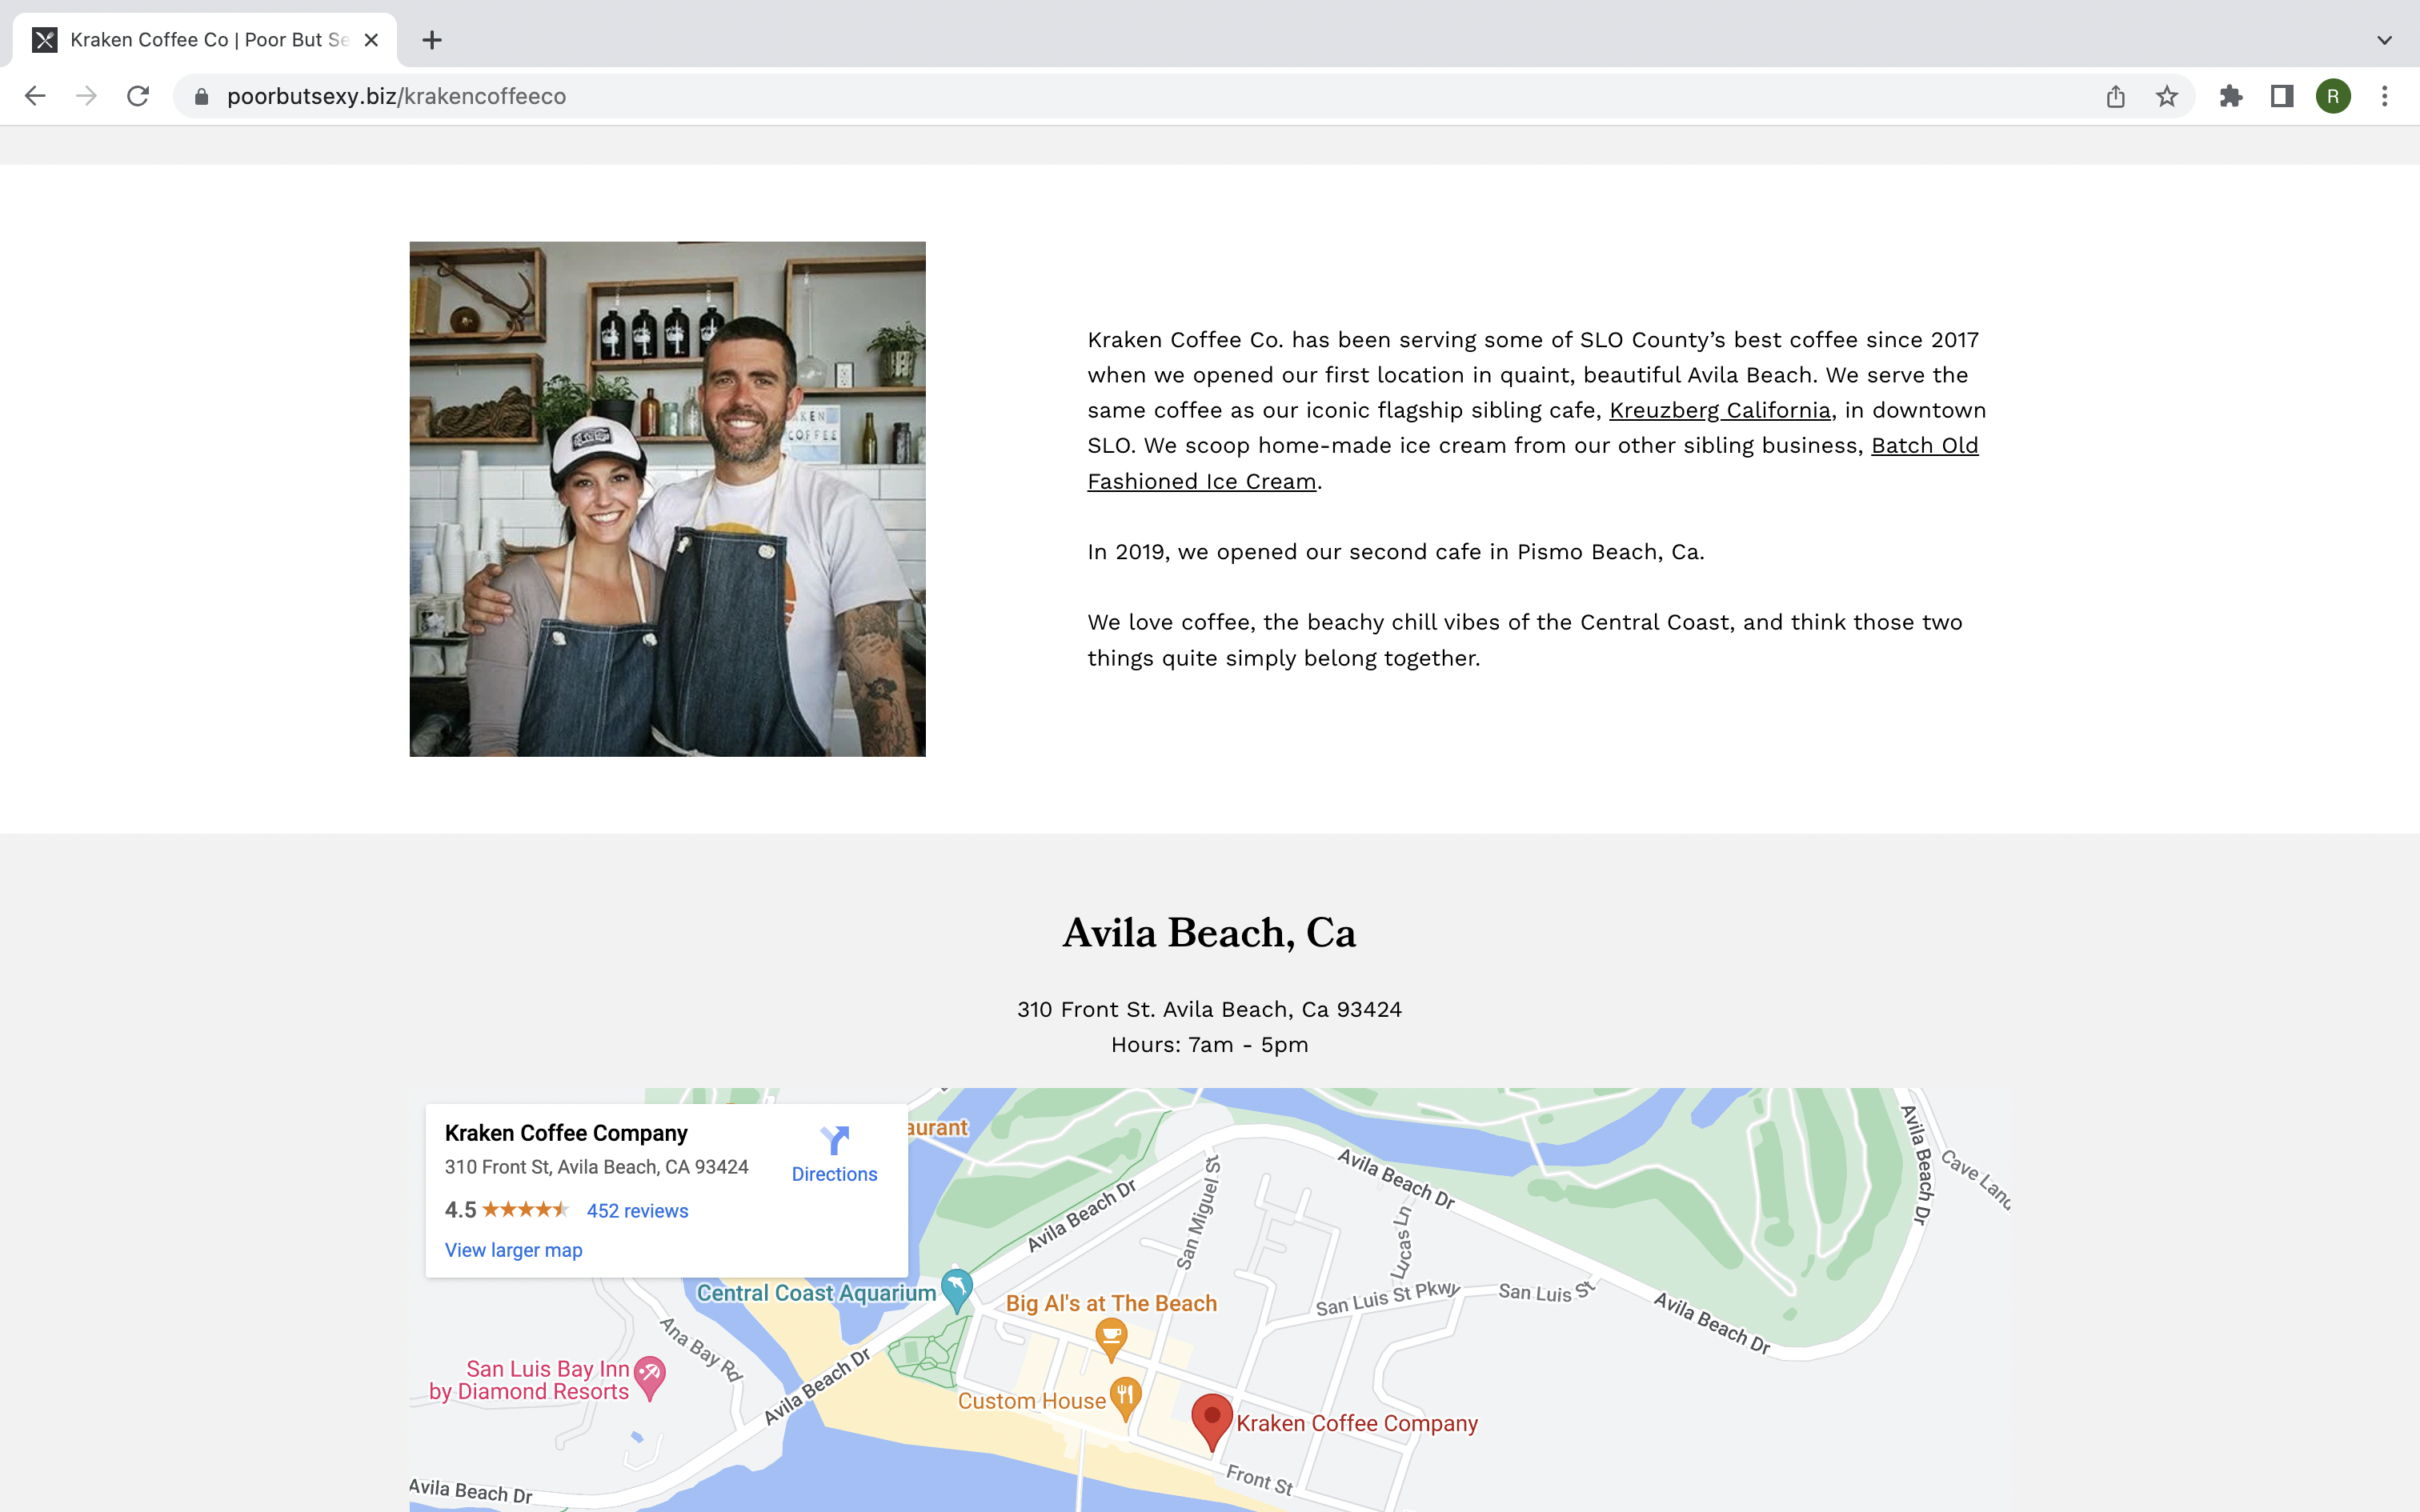 Kraken Coffee Co | Poor But Se
poorbutsexy.biz/krakencoffeeco
R
KEN
COFFEE
Kraken Coffee Co. has been serving some of SLO County’s best coffee since 2017
when we opened our first location in quaint, beautiful Avila Beach. We serve the
same coffee as our iconic flagship sibling cafe, Kreuzberg California, in downtown
SLO. We scoop home-made ice cream from our other sibling business, Batch Old
Fashioned Ice Cream.
In 2019, we opened our second cafe in Pismo Beach, Ca.
We love coffee, the beachy chill vibes of the Central Coast, and think those two
things quite simply belong together.
Avila Beach, Ca
310 Front St. Avila Beach, Ca 93424
Hours: 7am - 5pm
Kraken Coffee Company
310 Front St, Avila Beach, CA 93424
Directions
4.5
452 reviews
View larger map
aurant
Avila Beach Dr
San Miguel St
Avila Beach Dr
Lucas Ln
Avila Beach Dr
Cave Land
Central Coast Aquarium
Big Al's at The Beach
San Luis St Pkwy
San Luis St
Avila Beach Dr
Ana Bay Rd
San Luis Bay Inn
by Diamond Resorts
Avila Beach Dr
Custom House
Kraken Coffee Company
Front St
Avila Beach Dr